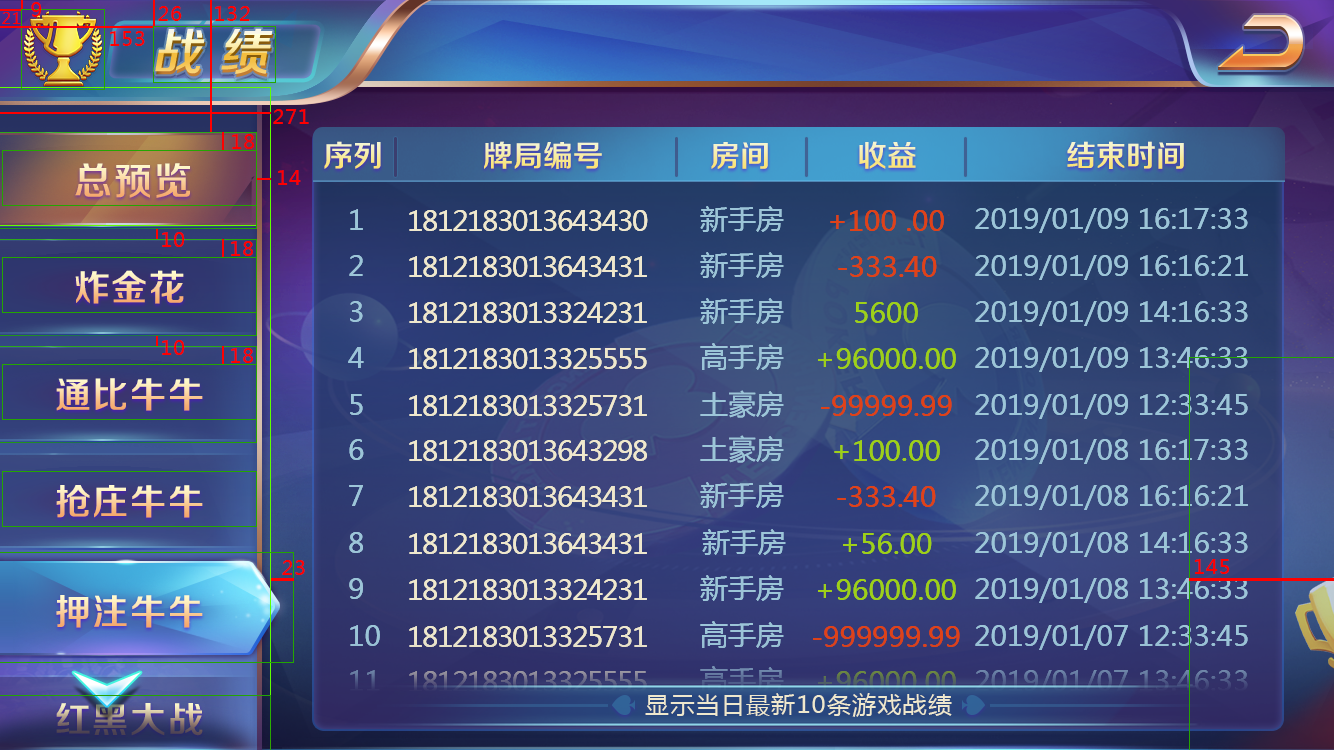 21 9 26 132
153 战绩
271
序列 牌局编号 房间 收益 结束时间
18
总预览
14
1 1812183013643430 新手房 +100 .00 2019/01/09 16:17:33
10 18
2 1812183013643431 新手房 -333.40 2019/01/09 16:16:21
炸金花
3 1812183013324231 新手房 5600 2019/01/09 14:16:33
10 18
4 1812183013325555 高手房 +96000.00 2019/01/09 13:46:33
通比牛牛
5 1812183013325731 土豪房 -99999.99 2019/01/09 12:33:45
6 1812183013643298 土豪房 +100.00 2019/01/08 16:17:33
抢庄牛牛
7 1812183013643431 新手房 -333.40 2019/01/08 16:16:21
8 1812183013643431 新手房 +56.00 2019/01/08 14:16:33
23 145
9 1812183013324231 新手房 +96000.00 2019/01/08 13:46:33
押注牛牛
10 1812183013325731 高手房 -999999.99 2019/01/07 12:33:45
11 1812183013325555 高手房 +96000.00 2019/01/07 13:46:33
显示当日最新10条游戏战绩
红黑大战